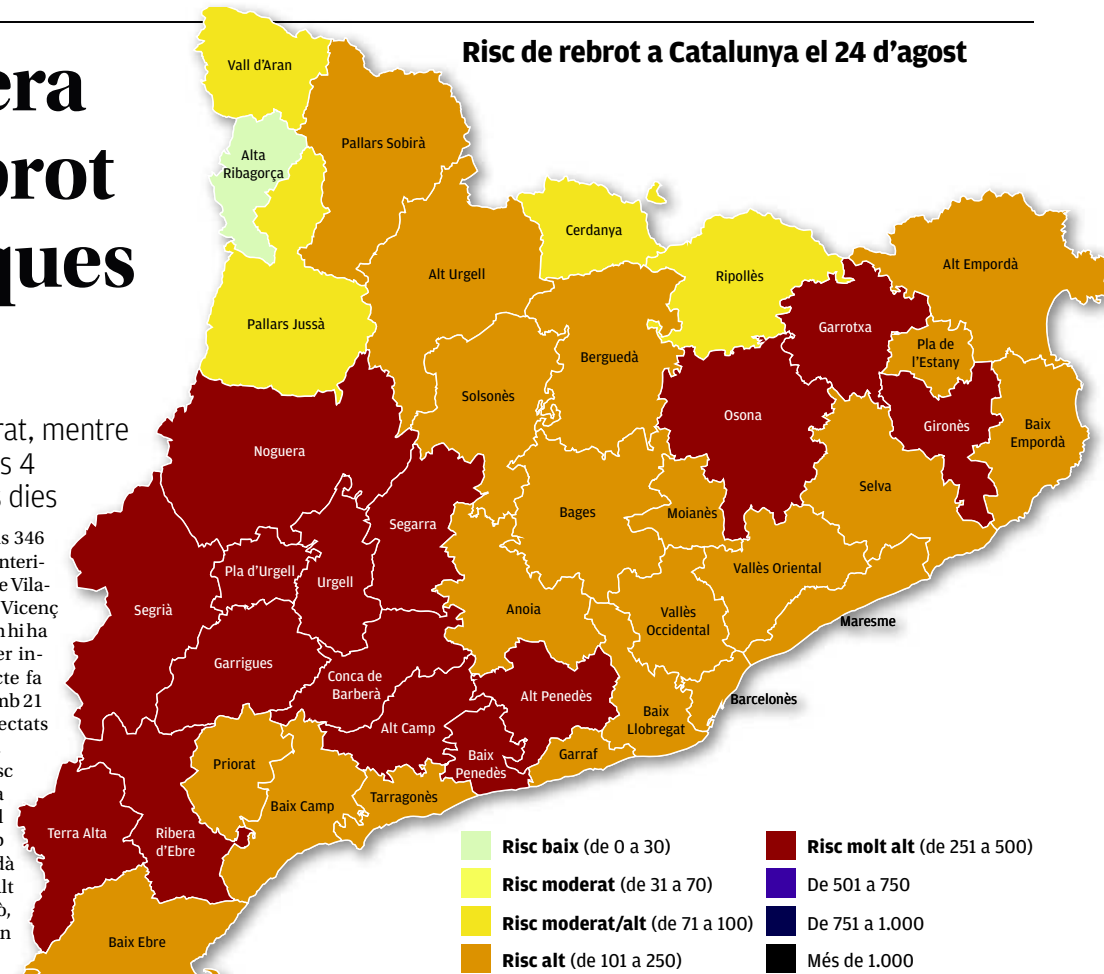 Risc de rebrot a Catalunya el 24 d’agost
Vall d’Aran
Pallars Sobirà
Alta
Ribagorça
Cerdanya
Alt Urgell
Ripollès
Alt Empordà
Pallars Jussà
Garrotxa
Pla de
l’Estany
Berguedà
Solsonès
Osona
Gironès
Baix
Empordà
Noguera
Selva
Bages
Moianès
Segarra
Pla d’Urgell
Urgell
Vallès Oriental
Segrià
Anoia
Vallès
Occidental
Maresme
Garrigues
Conca de
Barberà
Alt Penedès
Barcelonès
Baix
Llobregat
Alt Camp
Baix
Penedès
Garraf
Priorat
Baix Camp
Tarragonès
Terra Alta
Ribera
d’Ebre
Baix Ebre
Risc baix (de 0 a 30)
Risc moderat (de 31 a 70)
Risc moderat/alt (de 71 a 100)
Risc alt (de 101 a 250)
Risc molt alt (de 251 a 500)
De 501 a 750
De 751 a 1.000
Més de 1.000
era
brot
ques
rat, mentre
s 4
s dies
s 346
nteri-
e Vila-
Vicenç
n hi ha
er in-
cte fa
mb 21
ectats
sc
a
l
o
dà
alt
ò,
n